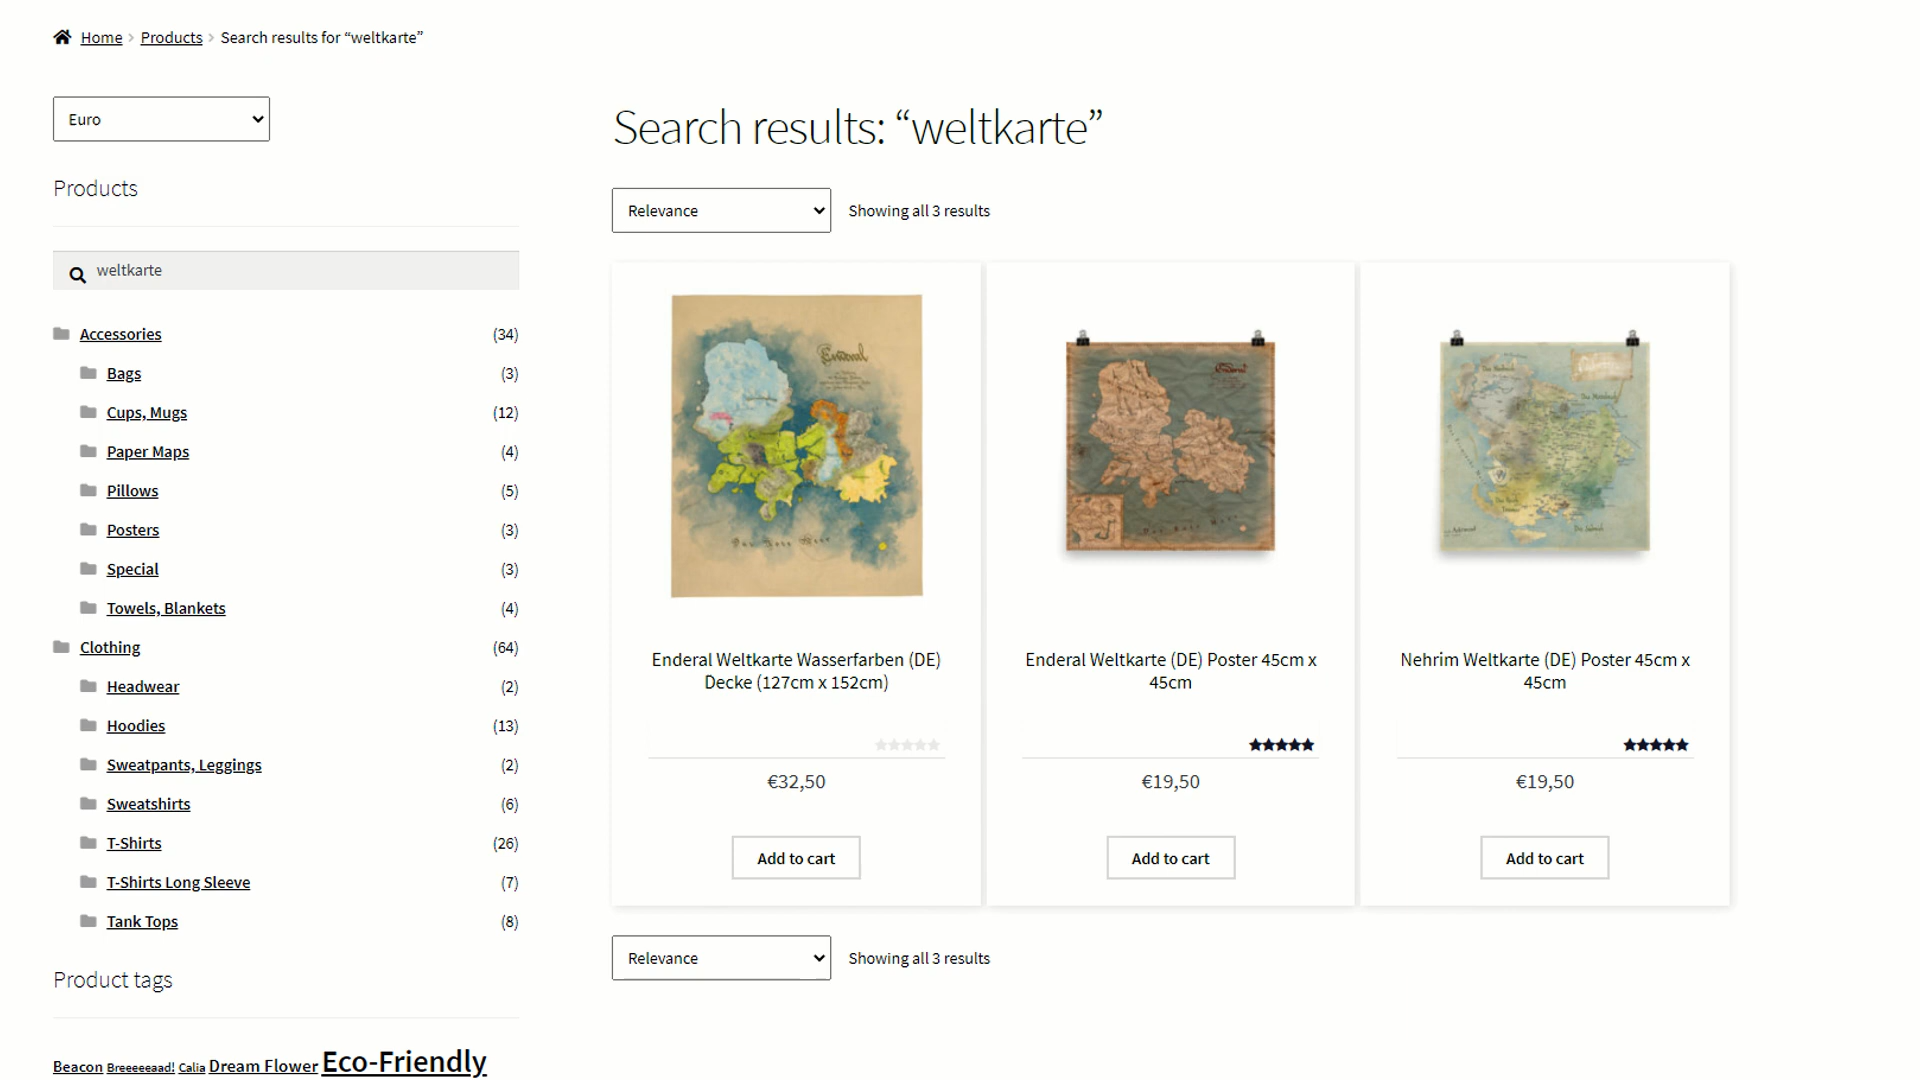 Home › Products › Search results for “weltkarte”
Euro
Products
weltkarte
Accessories (34)
Bags (3)
Cups, Mugs (12)
Paper Maps (4)
Pillows (5)
Posters (3)
Special (3)
Towels, Blankets (4)
Clothing (64)
Headwear (2)
Hoodies (13)
Sweatpants, Leggings (2)
Sweatshirts (6)
T-Shirts (26)
T-Shirts Long Sleeve (7)
Tank Tops (8)
Product tags
Beacon Breeeeeaad! Calia Dream Flower Eco-Friendly
Search results: “weltkarte”
Relevance
Showing all 3 results
Enderal
Enderal Weltkarte Wasserfarben (DE)
Decke (127cm x 152cm)
€32,50
Add to cart
Enderal
Enderal Weltkarte (DE) Poster 45cm x
45cm
€19,50
Add to cart
Nehrim Weltkarte (DE) Poster 45cm x
45cm
€19,50
Add to cart
Relevance
Showing all 3 results